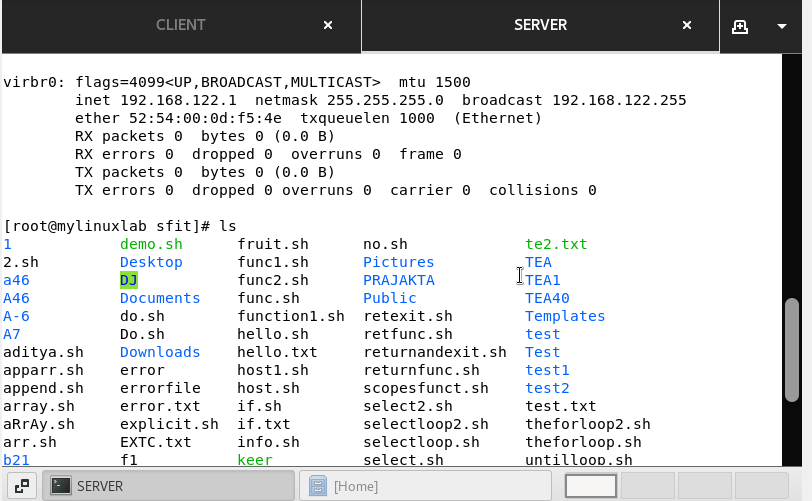 CLIENT × SERVER ×
virbr0: flags=4099<UP,BROADCAST,MULTICAST>  mtu 1500
        inet 192.168.122.1  netmask 255.255.255.0  broadcast 192.168.122.255
        ether 52:54:00:0d:f5:4e  txqueuelen 1000  (Ethernet)
        RX packets 0  bytes 0 (0.0 B)
        RX errors 0  dropped 0  overruns 0  frame 0
        TX packets 0  bytes 0 (0.0 B)
        TX errors 0  dropped 0 overruns 0  carrier 0  collisions 0
[root@mylinuxlab sfit]# ls
1            demo.sh      fruit.sh      no.sh             te2.txt
2.sh         Desktop      func1.sh      Pictures          TEA
a46          DJ           func2.sh      PRAJAKTA          TEA1
A46          Documents    func.sh       Public            TEA40
A-6          do.sh        function1.sh  retexit.sh        Templates
A7           Do.sh        hello.sh      retfunc.sh        test
aditya.sh    Downloads    hello.txt     returnandexit.sh  Test
apparr.sh    error        host1.sh      returnfunc.sh     test1
append.sh    errorfile    host.sh       scopesfunct.sh    test2
array.sh     error.txt    if.sh         select2.sh        test.txt
aRrAy.sh     explicit.sh  if.txt        selectloop2.sh    theforloop2.sh
arr.sh       EXTC.txt     info.sh       selectloop.sh     theforloop.sh
b21          f1           keer          select.sh         untilloop.sh
SERVER [Home]